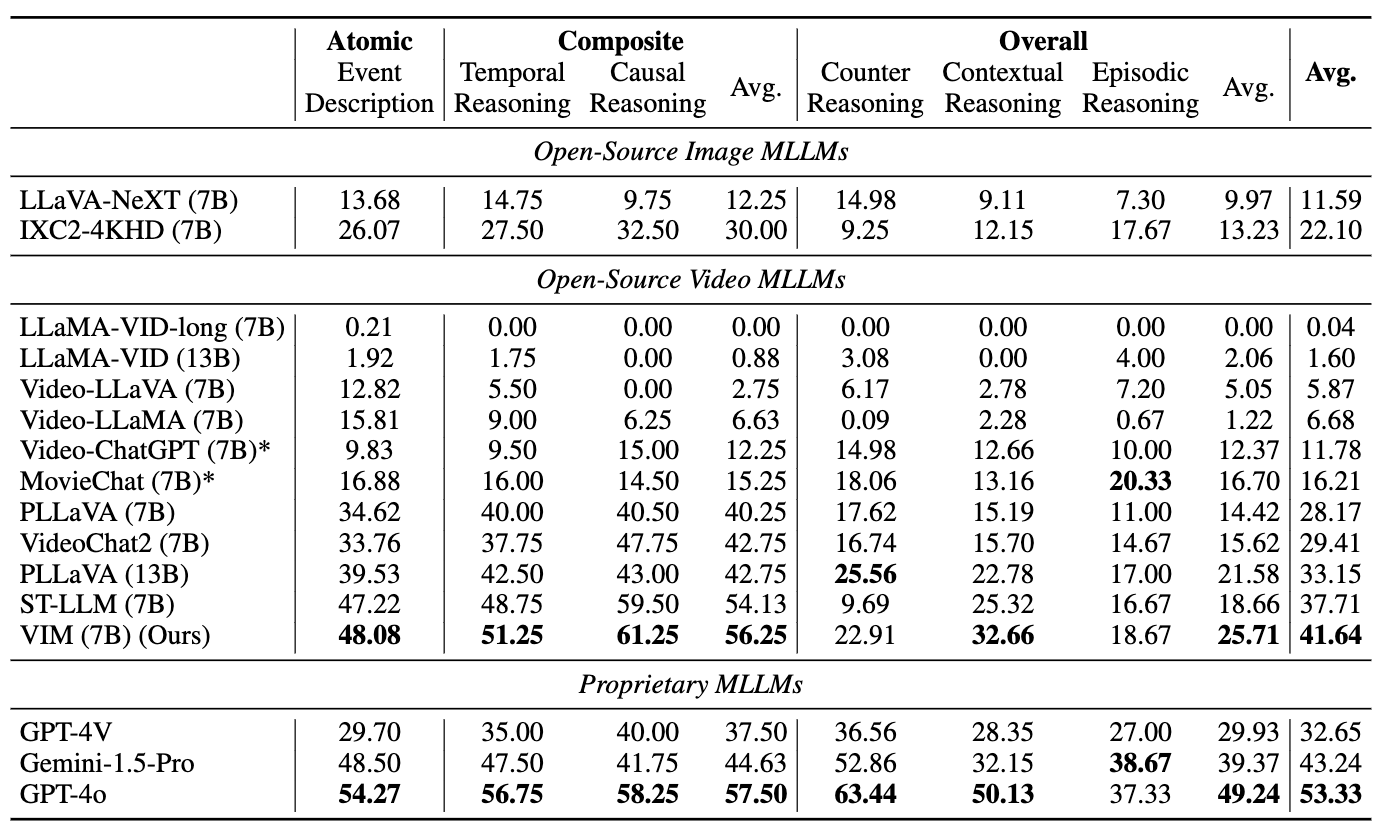 Atomic Composite Overall
Event Temporal Causal Counter Contextual Episodic Avg.
Description Reasoning Reasoning Avg. Reasoning Reasoning Reasoning Avg.
Open-Source Image MLLMs
LLaVA-NeXT (7B) 13.68 14.75 9.75 12.25 14.98 9.11 7.30 9.97 11.59
IXC2-4KHD (7B) 26.07 27.50 32.50 30.00 9.25 12.15 17.67 13.23 22.10
Open-Source Video MLLMs
LLaMA-VID-long (7B) 0.21 0.00 0.00 0.00 0.00 0.00 0.00 0.00 0.04
LLaMA-VID (13B) 1.92 1.75 0.00 0.88 3.08 0.00 4.00 2.06 1.60
Video-LLaVA (7B) 12.82 5.50 0.00 2.75 6.17 2.78 7.20 5.05 5.87
Video-LLaMA (7B) 15.81 9.00 6.25 6.63 0.09 2.28 0.67 1.22 6.68
Video-ChatGPT (7B)* 9.83 9.50 15.00 12.25 14.98 12.66 10.00 12.37 11.78
MovieChat (7B)* 16.88 16.00 14.50 15.25 18.06 13.16 20.33 16.70 16.21
PLLaVA (7B) 34.62 40.00 40.50 40.25 17.62 15.19 11.00 14.42 28.17
VideoChat2 (7B) 33.76 37.75 47.75 42.75 16.74 15.70 14.67 15.62 29.41
PLLaVA (13B) 39.53 42.50 43.00 42.75 25.56 22.78 17.00 21.58 33.15
ST-LLM (7B) 47.22 48.75 59.50 54.13 9.69 25.32 16.67 18.66 37.71
VIM (7B) (Ours) 48.08 51.25 61.25 56.25 22.91 32.66 18.67 25.71 41.64
Proprietary MLLMs
GPT-4V 29.70 35.00 40.00 37.50 36.56 28.35 27.00 29.93 32.65
Gemini-1.5-Pro 48.50 47.50 41.75 44.63 52.86 32.15 38.67 39.37 43.24
GPT-4o 54.27 56.75 58.25 57.50 63.44 50.13 37.33 49.24 53.33